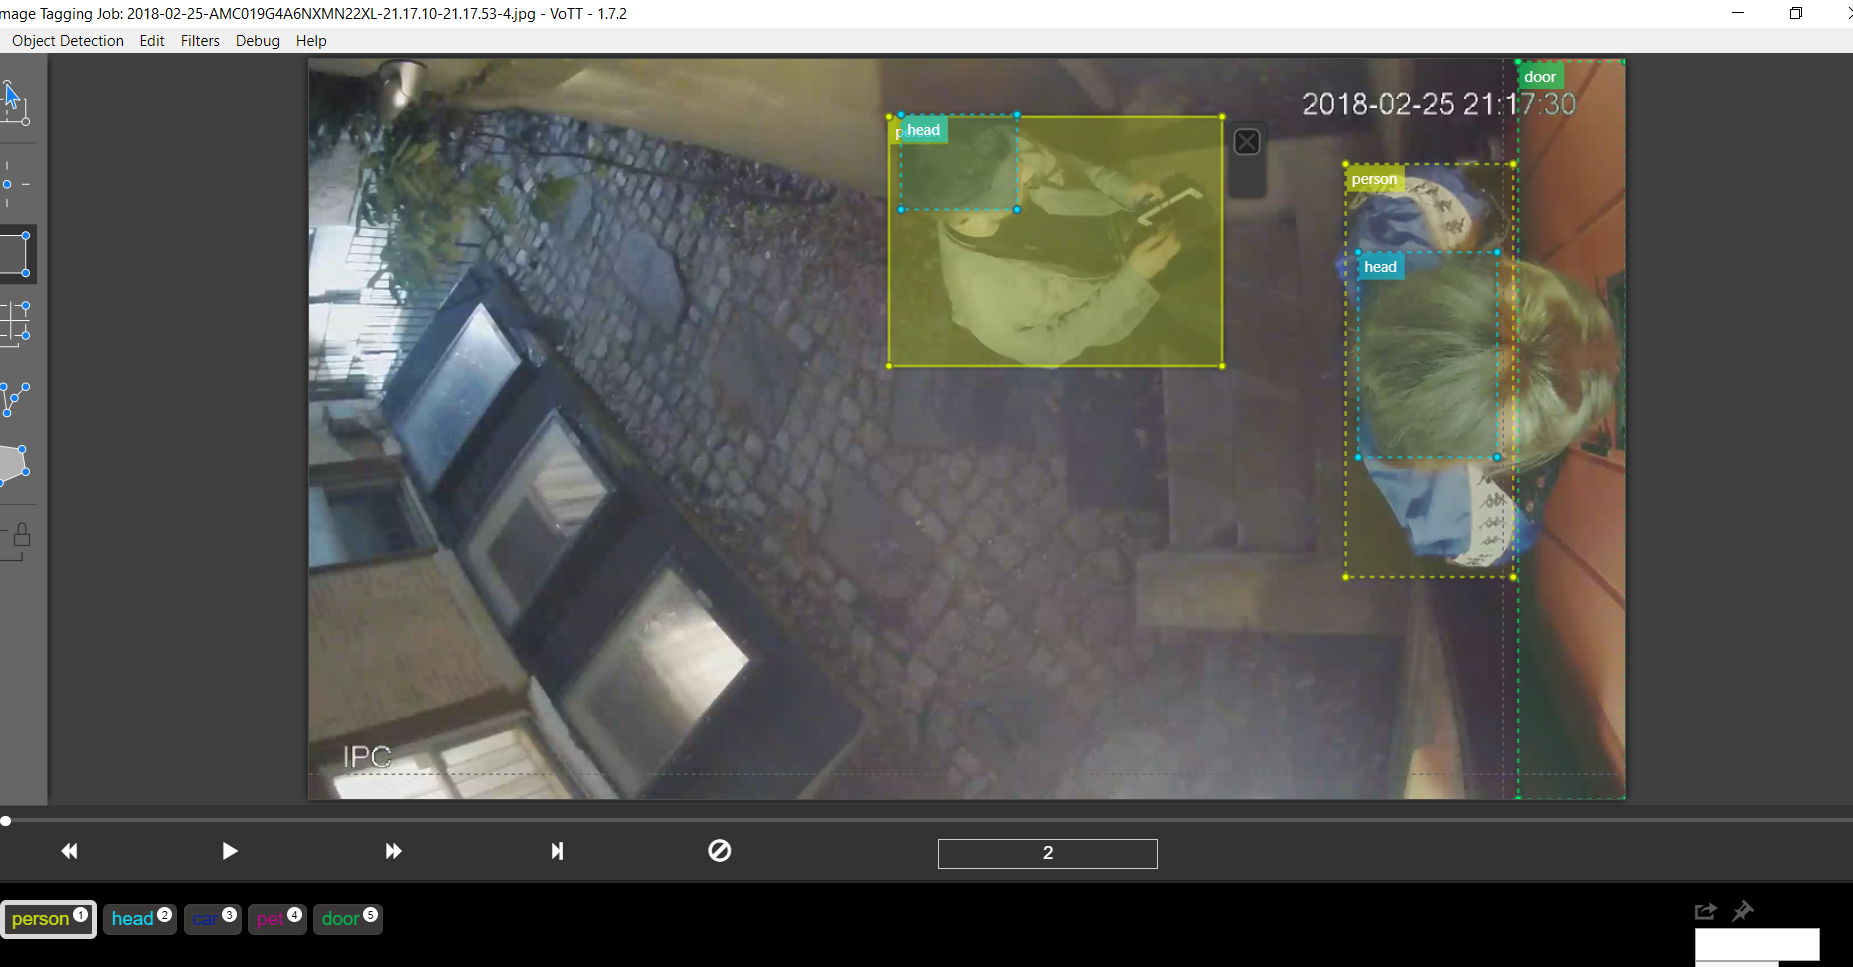 mage Tagging Job: 2018-02-25-AMC019G4A6NXMN22XL-21.17.10-21.17.53-4.jpg - VoTT - 1.7.2
Object Detection Edit Filters Debug Help
door
2018-02-25 21:17:30
head
person
head
IPC
2
person 1 head 2 car 3 pet 4 door 5